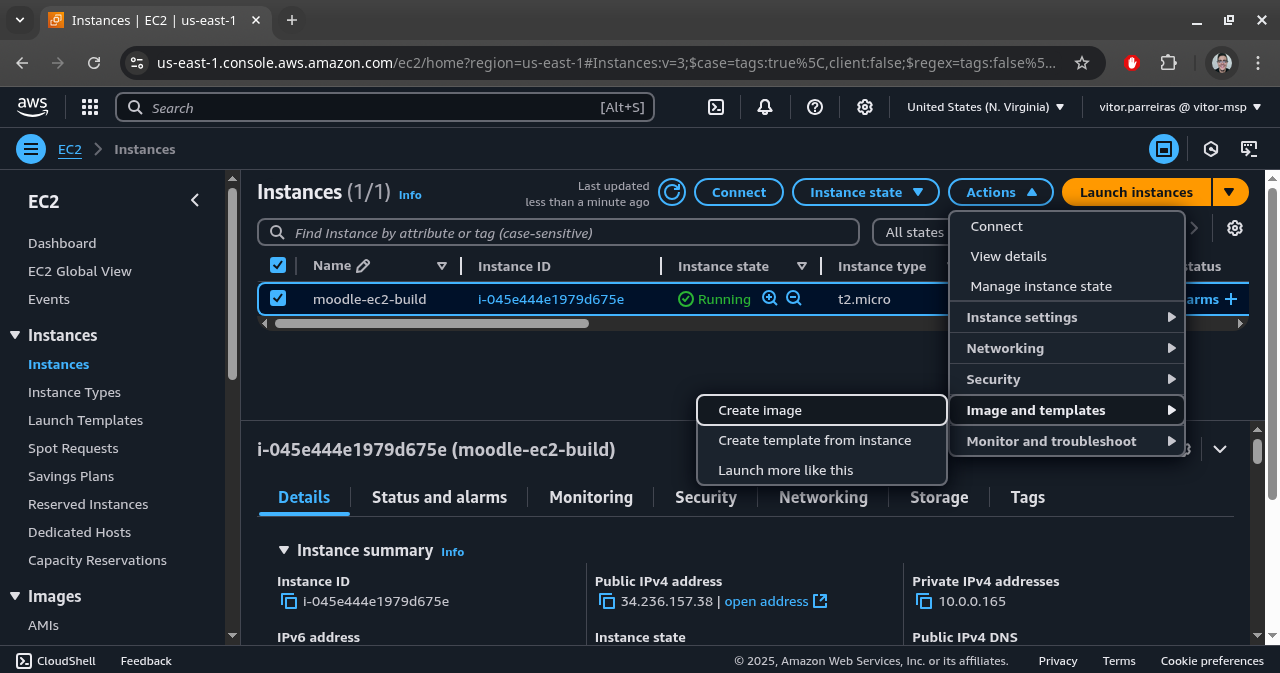 Instances | EC2 | us-east-1
us-east-1.console.aws.amazon.com/ec2/home?region=us-east-1#Instances:v=3;$case=tags:true%5C,client:false;$regex=tags:false%5...
aws
Search
[Alt+S]
United States (N. Virginia)
vitor.parreiras @ vitor-msp
EC2
Instances
EC2
Dashboard
EC2 Global View
Events
Instances
Instances
Instance Types
Launch Templates
Spot Requests
Savings Plans
Reserved Instances
Dedicated Hosts
Capacity Reservations
Images
AMIs
Instances (1/1) Info
Last updated
less than a minute ago
Connect
Instance state
Actions
Launch instances
Find Instance by attribute or tag (case-sensitive)
All states
Name
Instance ID
Instance state
Instance type
status
moodle-ec2-build
i-045e444e1979d675e
Running
t2.micro
arms +
Connect
View details
Manage instance state
Instance settings
Networking
Security
Image and templates
Monitor and troubleshoot
Create image
Create template from instance
Launch more like this
i-045e444e1979d675e (moodle-ec2-build)
Details
Status and alarms
Monitoring
Security
Networking
Storage
Tags
Instance summary Info
Instance ID
i-045e444e1979d675e
Public IPv4 address
34.236.157.38 | open address
Private IPv4 addresses
10.0.0.165
IPv6 address
Instance state
Public IPv4 DNS
CloudShell
Feedback
© 2025, Amazon Web Services, Inc. or its affiliates.
Privacy
Terms
Cookie preferences